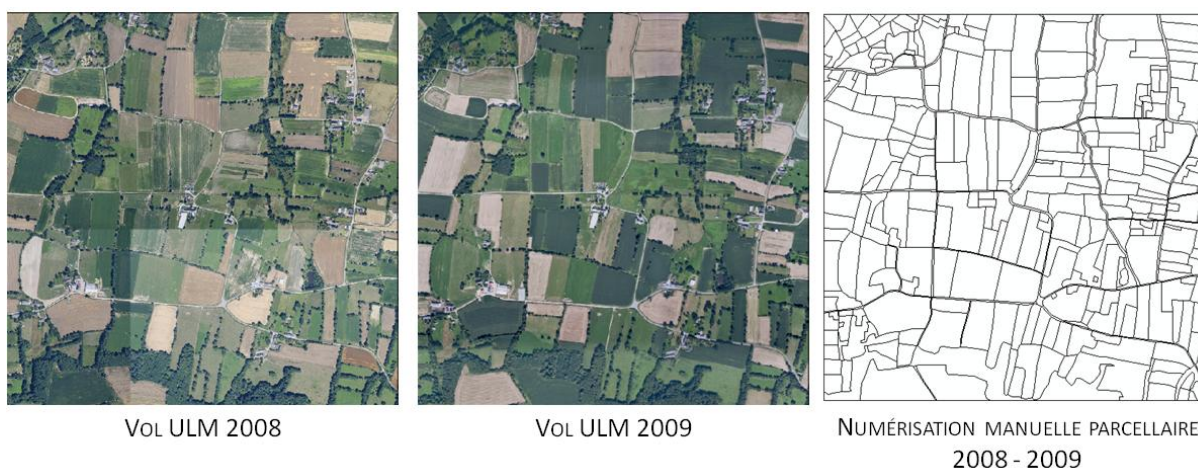 VOL ULM 2008
VOL ULM 2009
NUMÉRISATION MANUELLE PARCELLAIRE
2008 - 2009